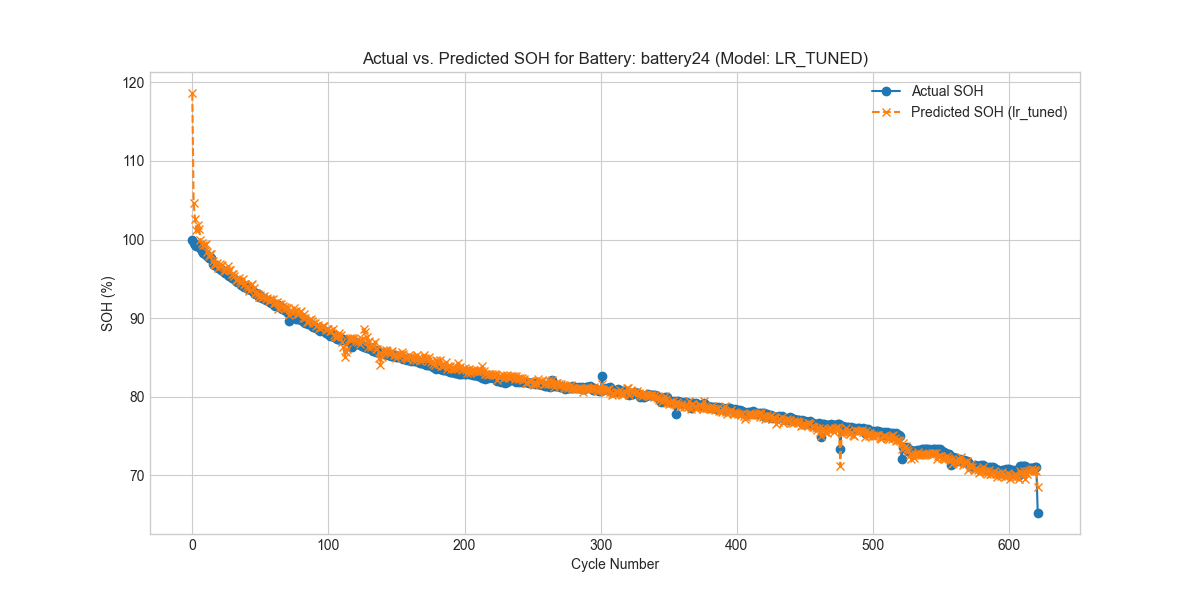 Actual vs. Predicted SOH for Battery: battery24 (Model: LR_TUNED)
Actual SOH
Predicted SOH (lr_tuned)
120
110
100
90
80
70
SOH (%)
0 100 200 300 400 500 600
Cycle Number